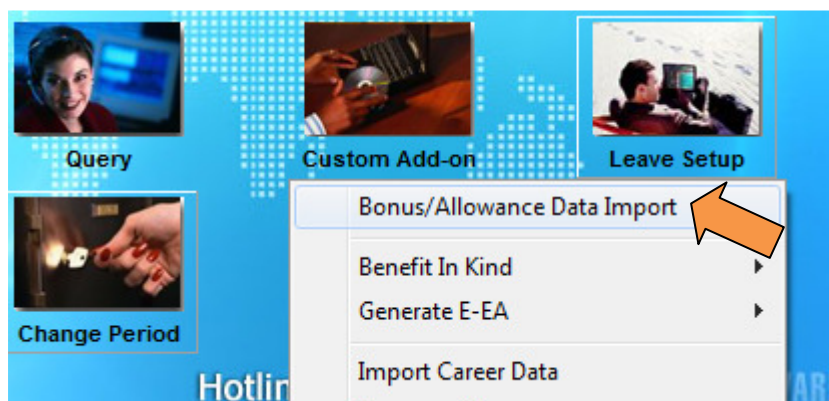 Query
Custom Add-on
Leave Setup
Bonus/Allowance Data Import
Benefit In Kind
Generate E-EA
Change Period
Import Career Data